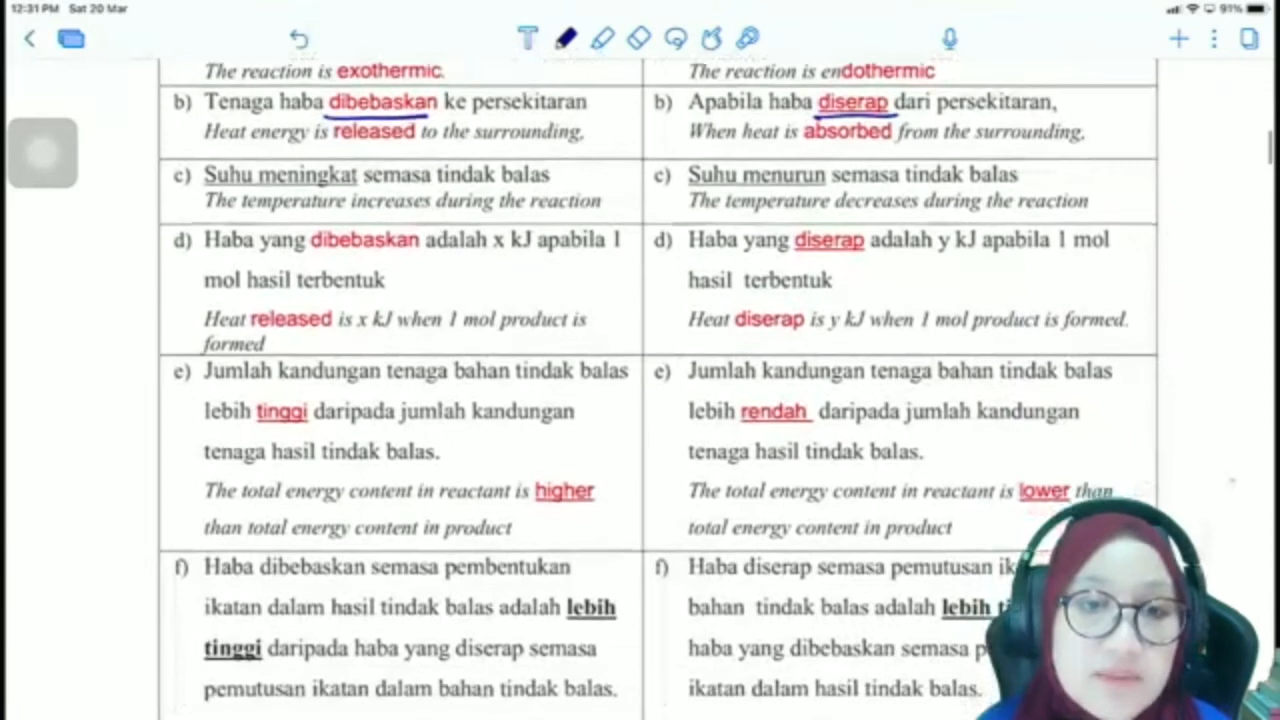 12:31 PM Sat 20 Mar
91%
The reaction is exothermic.
b) Tenaga haba dibebaskan ke persekitaran
Heat energy is released to the surrounding.
c) Suhu meningkat semasa tindak balas
The temperature increases during the reaction
d) Haba yang dibebaskan adalah x kJ apabila 1
mol hasil terbentuk
Heat released is x kJ when 1 mol product is
formed
e) Jumlah kandungan tenaga bahan tindak balas
lebih tinggi daripada jumlah kandungan
tenaga hasil tindak balas.
The total energy content in reactant is higher
than total energy content in product
f) Haba dibebaskan semasa pembentukan
ikatan dalam hasil tindak balas adalah lebih
tinggi daripada haba yang diserap semasa
pemutusan ikatan dalam bahan tindak balas.
The reaction is endothermic
b) Apabila haba diserap dari persekitaran,
When heat is absorbed from the surrounding.
c) Suhu menurun semasa tindak balas
The temperature decreases during the reaction
d) Haba yang diserap adalah y kJ apabila 1 mol
hasil terbentuk
Heat diserap is y kJ when 1 mol product is formed.
e) Jumlah kandungan tenaga bahan tindak balas
lebih rendah daripada jumlah kandungan
tenaga hasil tindak balas.
The total energy content in reactant is lower than
total energy content in product
f) Haba diserap semasa pemutusan
bahan tindak balas adalah lebih
haba yang dibebaskan semasa
ikatan dalam hasil tindak balas.